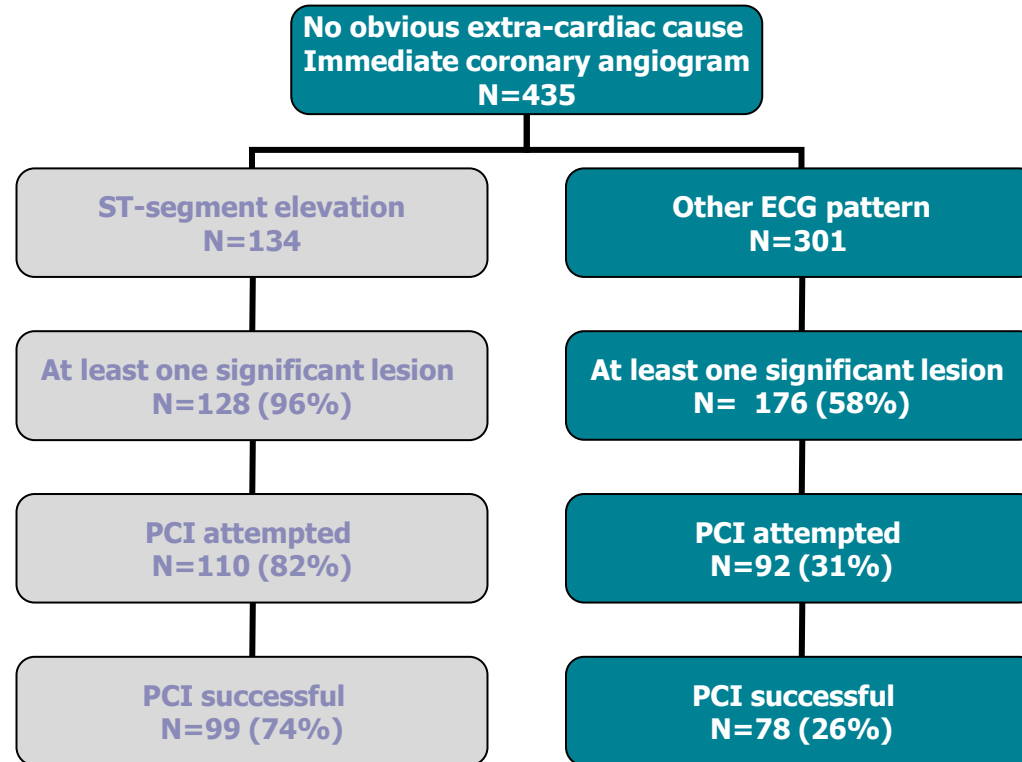 No obvious extra-cardiac cause
Immediate coronary angiogram
N=435
ST-segment elevation
N=134
Other ECG pattern
N=301
At least one significant lesion
N=128 (96%)
At least one significant lesion
N= 176 (58%)
PCI attempted
N=110 (82%)
PCI attempted
N=92 (31%)
PCI successful
N=99 (74%)
PCI successful
N=78 (26%)